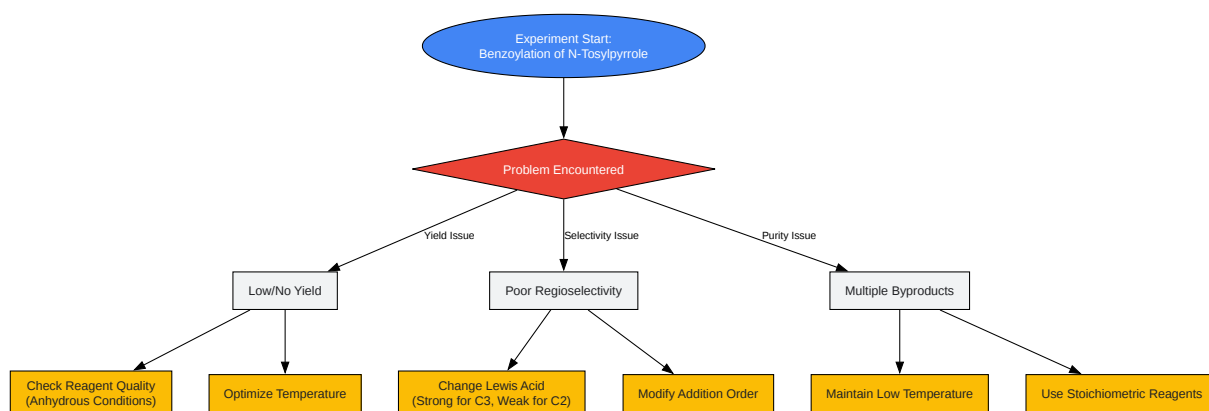 Experiment Start:
Benzoylation of N-Tosylpyrrole
Problem Encountered
Yield Issue
Selectivity Issue
Purity Issue
Low/No Yield
Poor Regioselectivity
Multiple Byproducts
Check Reagent Quality
(Anhydrous Conditions)
Optimize Temperature
Change Lewis Acid
(Strong for C3, Weak for C2)
Modify Addition Order
Maintain Low Temperature
Use Stoichiometric Reagents